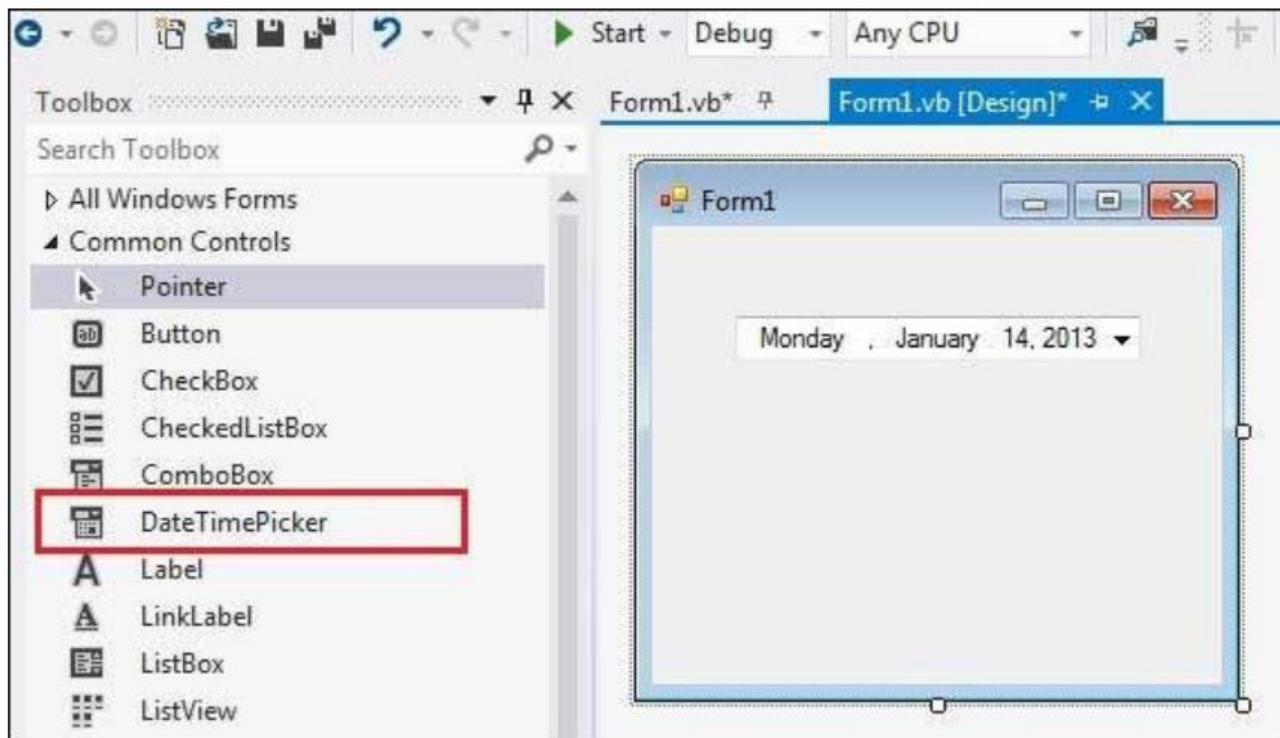 Start Debug Any CPU
Toolbox
Form1.vb*
Form1.vb [Design]*
Search Toolbox
All Windows Forms
Common Controls
Pointer
Button
CheckBox
CheckedListBox
ComboBox
DateTimePicker
Label
LinkLabel
ListBox
ListView
Form1
Monday , January 14, 2013